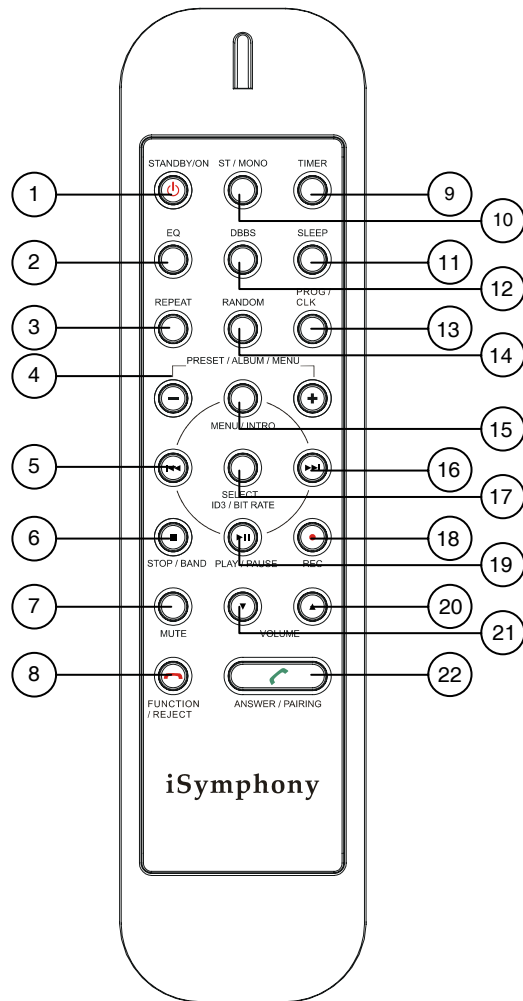 STANDBY/ON ST / MONO TIMER
1
9
10
EQ DBBS SLEEP
2
11
12
REPEAT RANDOM PROG /
CLK
3
13
14
4
PRESET / ALBUM / MENU
MENU / INTRO
15
5
16
SELECT
ID3 / BIT RATE
17
6
18
STOP / BAND PLAY / PAUSE REC
19
7
20
MUTE VOLUME
21
8
22
FUNCTION
/ REJECT
ANSWER / PAIRING
iSymphony